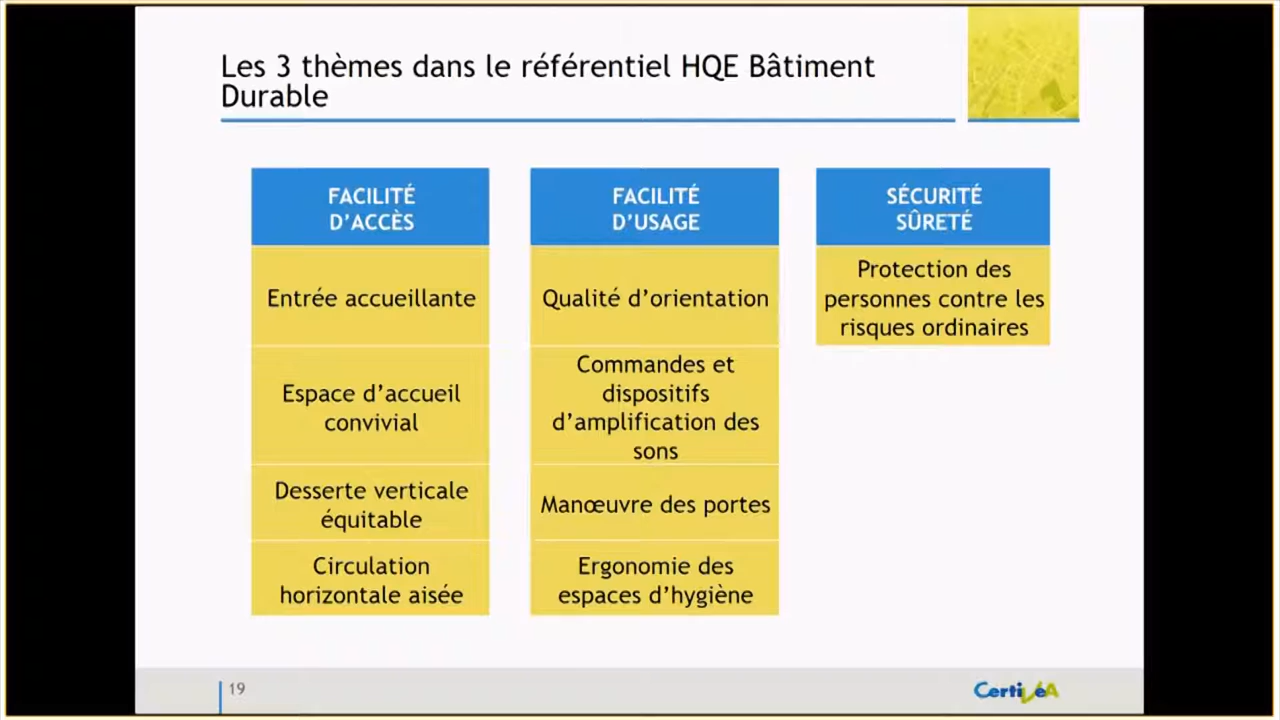 Les 3 thèmes dans le référentiel HQE Bâtiment
Durable
FACILITÉ
D’ACCÈS
Entrée accueillante
Espace d’accueil
convivial
Desserte verticale
équitable
Circulation
horizontale aisée
FACILITÉ
D’USAGE
Qualité d’orientation
Commandes et
dispositifs
d’amplification des
sons
Manœuvre des portes
Ergonomie des
espaces d’hygiène
SÉCURITÉ
SÛRETÉ
Protection des
personnes contre les
risques ordinaires
19
CertiVéA